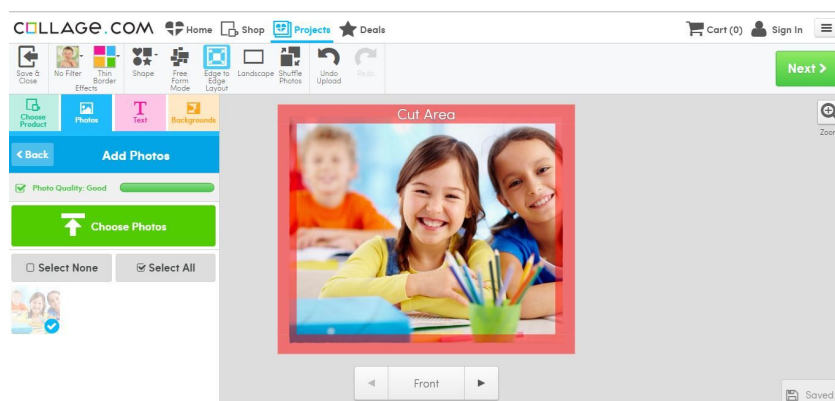 COLLAGE.COM Home Shop Projects Deals Cart (0) Sign In
Save & Close No Filter Thin Border Effects Shape Free Form Mode Edge to Edge Layout Landscape Shuffle Photos Undo Upload Redo Next >
Choose Product Photos Text Backgrounds
Cut Area
Zoom
< Back Add Photos
Photo Quality: Good
Choose Photos
Select None Select All
Front
Saved